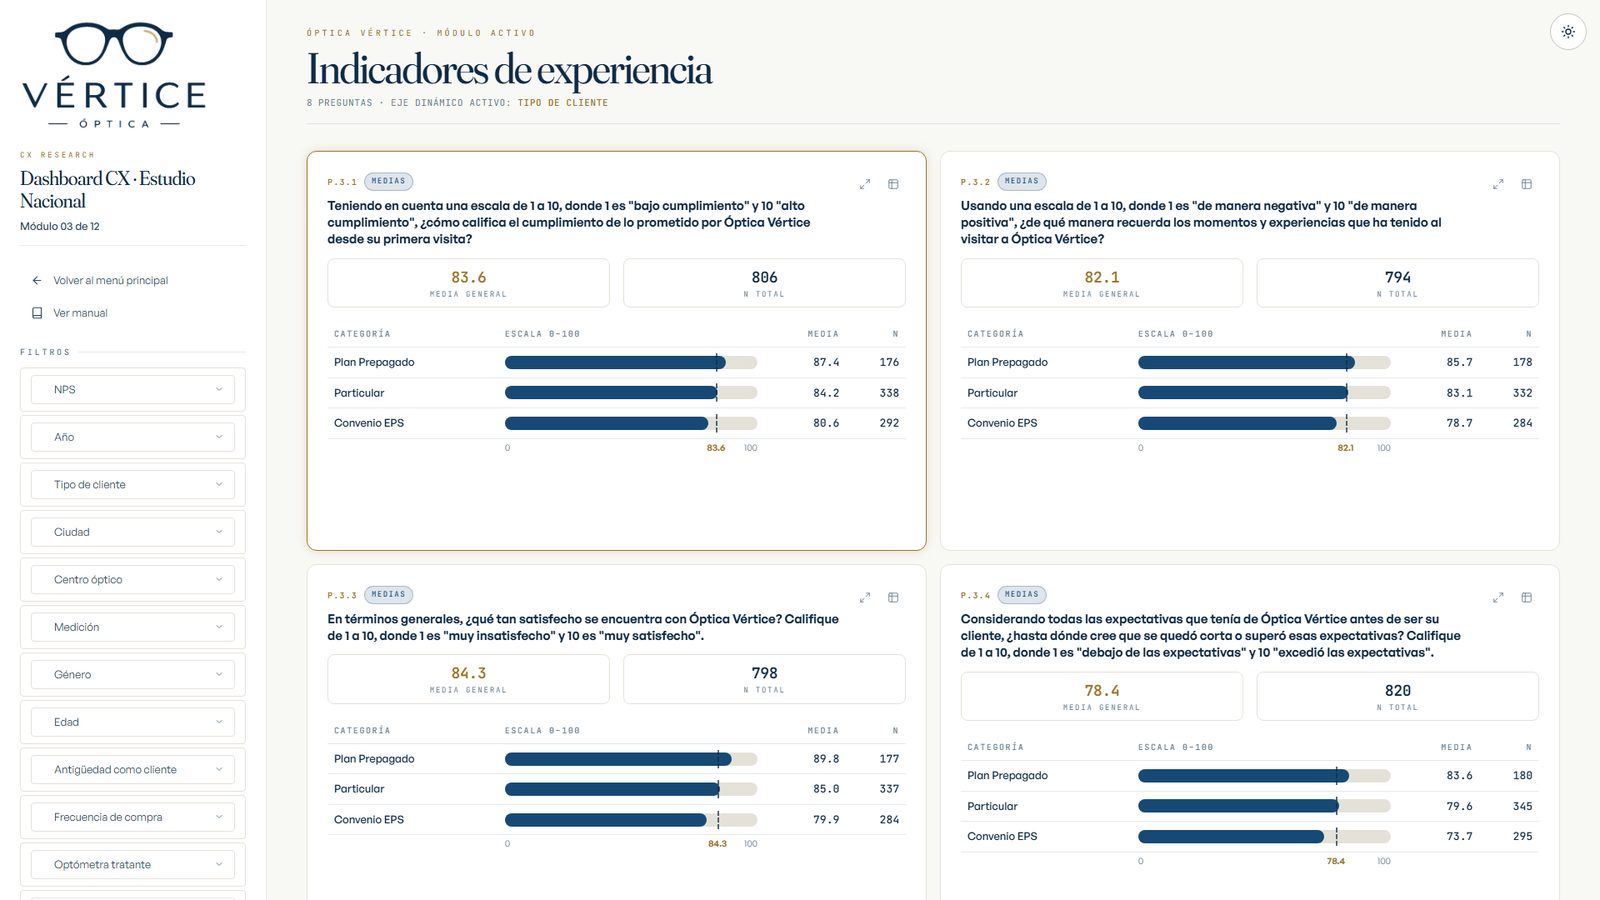 VÉRTICE
ÓPTICA
CX RESEARCH
Dashboard CX · Estudio
Nacional
Módulo 03 de 12
Volver al menú principal
Ver manual
FILTROS
NPS
Año
Tipo de cliente
Ciudad
Centro óptico
Medición
Género
Edad
Antigüedad como cliente
Frecuencia de compra
Optómetra tratante
ÓPTICA VÉRTICE · MÓDULO ACTIVO
Indicadores de experiencia
8 PREGUNTAS · EJE DINÁMICO ACTIVO: TIPO DE CLIENTE
P.3.1 MEDIAS
Teniendo en cuenta una escala de 1 a 10, donde 1 es "bajo cumplimiento" y 10 "alto
cumplimiento", ¿cómo califica el cumplimiento de lo prometido por Óptica Vértice
desde su primera visita?
83.6 806
MEDIA GENERAL N TOTAL
CATEGORÍA ESCALA 0–100 MEDIA N
Plan Prepagado 87.4 176
Particular 84.2 338
Convenio EPS 80.6 292
0 83.6 100
P.3.2 MEDIAS
Usando una escala de 1 a 10, donde 1 es "de manera negativa" y 10 "de manera
positiva", ¿de qué manera recuerda los momentos y experiencias que ha tenido al
visitar a Óptica Vértice?
82.1 794
MEDIA GENERAL N TOTAL
CATEGORÍA ESCALA 0–100 MEDIA N
Plan Prepagado 85.7 178
Particular 83.1 332
Convenio EPS 78.7 284
0 82.1 100
P.3.3 MEDIAS
En términos generales, ¿qué tan satisfecho se encuentra con Óptica Vértice? Califique
de 1 a 10, donde 1 es "muy insatisfecho" y 10 es "muy satisfecho".
84.3 798
MEDIA GENERAL N TOTAL
CATEGORÍA ESCALA 0–100 MEDIA N
Plan Prepagado 89.8 177
Particular 85.0 337
Convenio EPS 79.9 284
0 84.3 100
P.3.4 MEDIAS
Considerando todas las expectativas que tenía de Óptica Vértice antes de ser su
cliente, ¿hasta dónde cree que se quedó corta o superó esas expectativas? Califique
de 1 a 10, donde 1 es "debajo de las expectativas" y 10 "excedió las expectativas".
78.4 820
MEDIA GENERAL N TOTAL
CATEGORÍA ESCALA 0–100 MEDIA N
Plan Prepagado 83.6 180
Particular 79.6 345
Convenio EPS 73.7 295
0 78.4 100